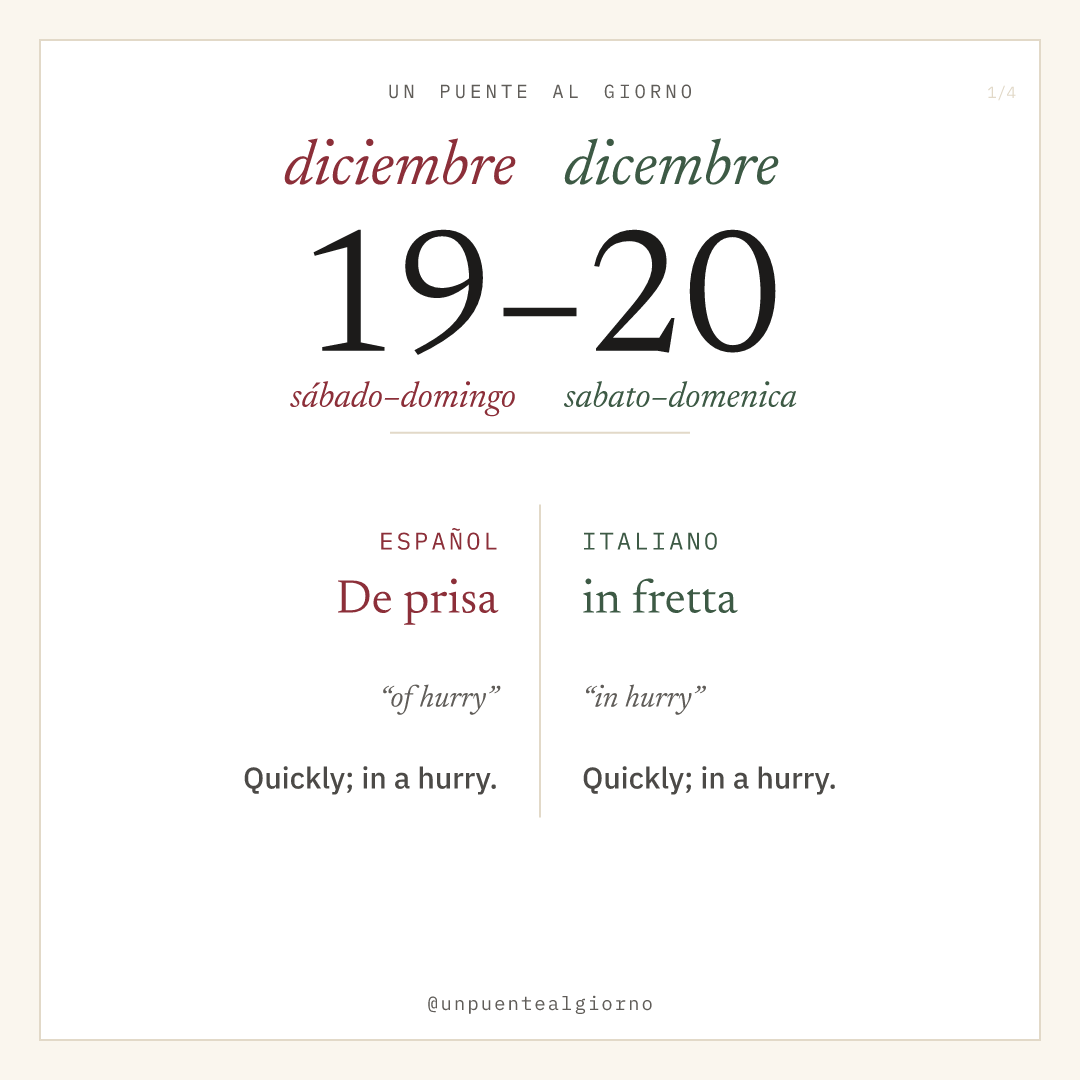 UN PUENTE AL GIORNO
1/4
diciembre dicembre
19–20
sábado–domingo sabato–domenica
ESPAÑOL
De prisa
“of hurry”
Quickly; in a hurry.
ITALIANO
in fretta
“in hurry”
Quickly; in a hurry.
@unpuentealgiorno